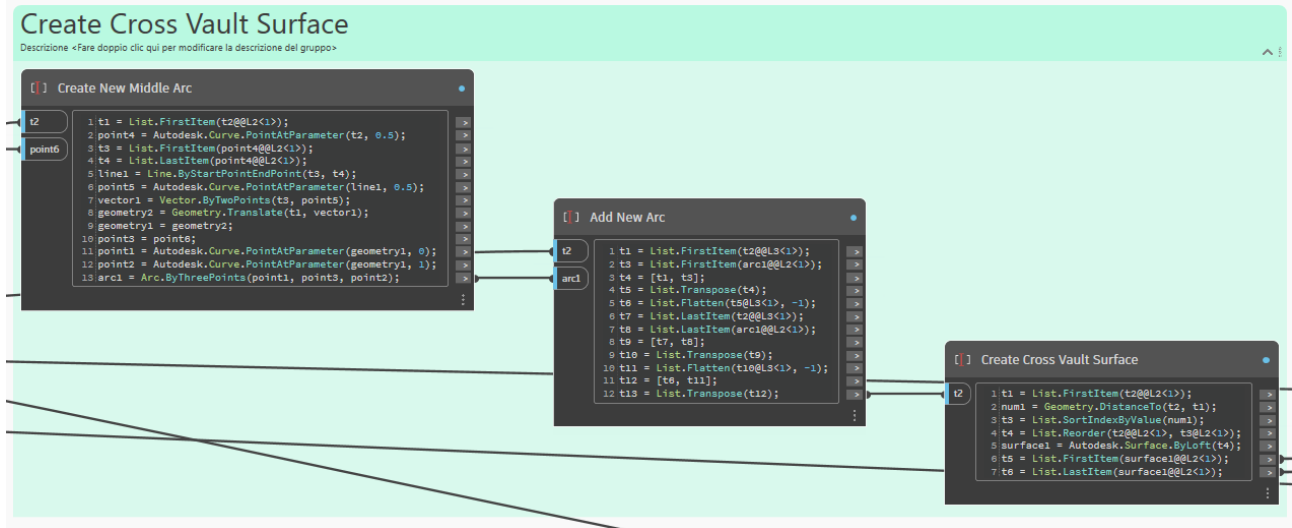 Create Cross Vault Surface
Descrizione <Fare doppio clic qui per modificare la descrizione del gruppo>
[ ] Create New Middle Arc
t2
point6
1 t1 = List.FirstItem(t2@@L2<1>);
2 point4 = Autodesk.Curve.PointAtParameter(t2, 0.5);
3 t3 = List.FirstItem(point4@@L2<1>);
4 t4 = List.LastItem(point4@@L2<1>);
5 line1 = Line.ByStartPointEndPoint(t3, t4);
6 point5 = Autodesk.Curve.PointAtParameter(line1, 0.5);
7 vector1 = Vector.ByTwoPoints(t3, point5);
8 geometry2 = Geometry.Translate(t1, vector1);
9 geometry1 = geometry2;
10 point3 = point6;
11 point1 = Autodesk.Curve.PointAtParameter(geometry1, 0);
12 point2 = Autodesk.Curve.PointAtParameter(geometry1, 1);
13 arc1 = Arc.ByThreePoints(point1, point3, point2);
[ ] Add New Arc
t2
arc1
1 t1 = List.FirstItem(t2@@L3<1>);
2 t3 = List.FirstItem(arc1@@L2<1>);
3 t4 = [t1, t3];
4 t5 = List.Transpose(t4);
5 t6 = List.Flatten(t5@L3<1>, -1);
6 t7 = List.LastItem(t2@@L3<1>);
7 t8 = List.LastItem(arc1@@L2<1>);
8 t9 = [t7, t8];
9 t10 = List.Transpose(t9);
10 t11 = List.Flatten(t10@L3<1>, -1);
11 t12 = [t6, t11];
12 t13 = List.Transpose(t12);
[ ] Create Cross Vault Surface
t2
1 t1 = List.FirstItem(t2@@L2<1>);
2 num1 = Geometry.DistanceTo(t2, t1);
3 t3 = List.SortIndexByValue(num1);
4 t4 = List.Reorder(t2@@L2<1>, t3@L2<1>);
5 surface1 = Autodesk.Surface.ByLoft(t4);
6 t5 = List.FirstItem(surface1@@L2<1>);
7 t6 = List.LastItem(surface1@@L2<1>);